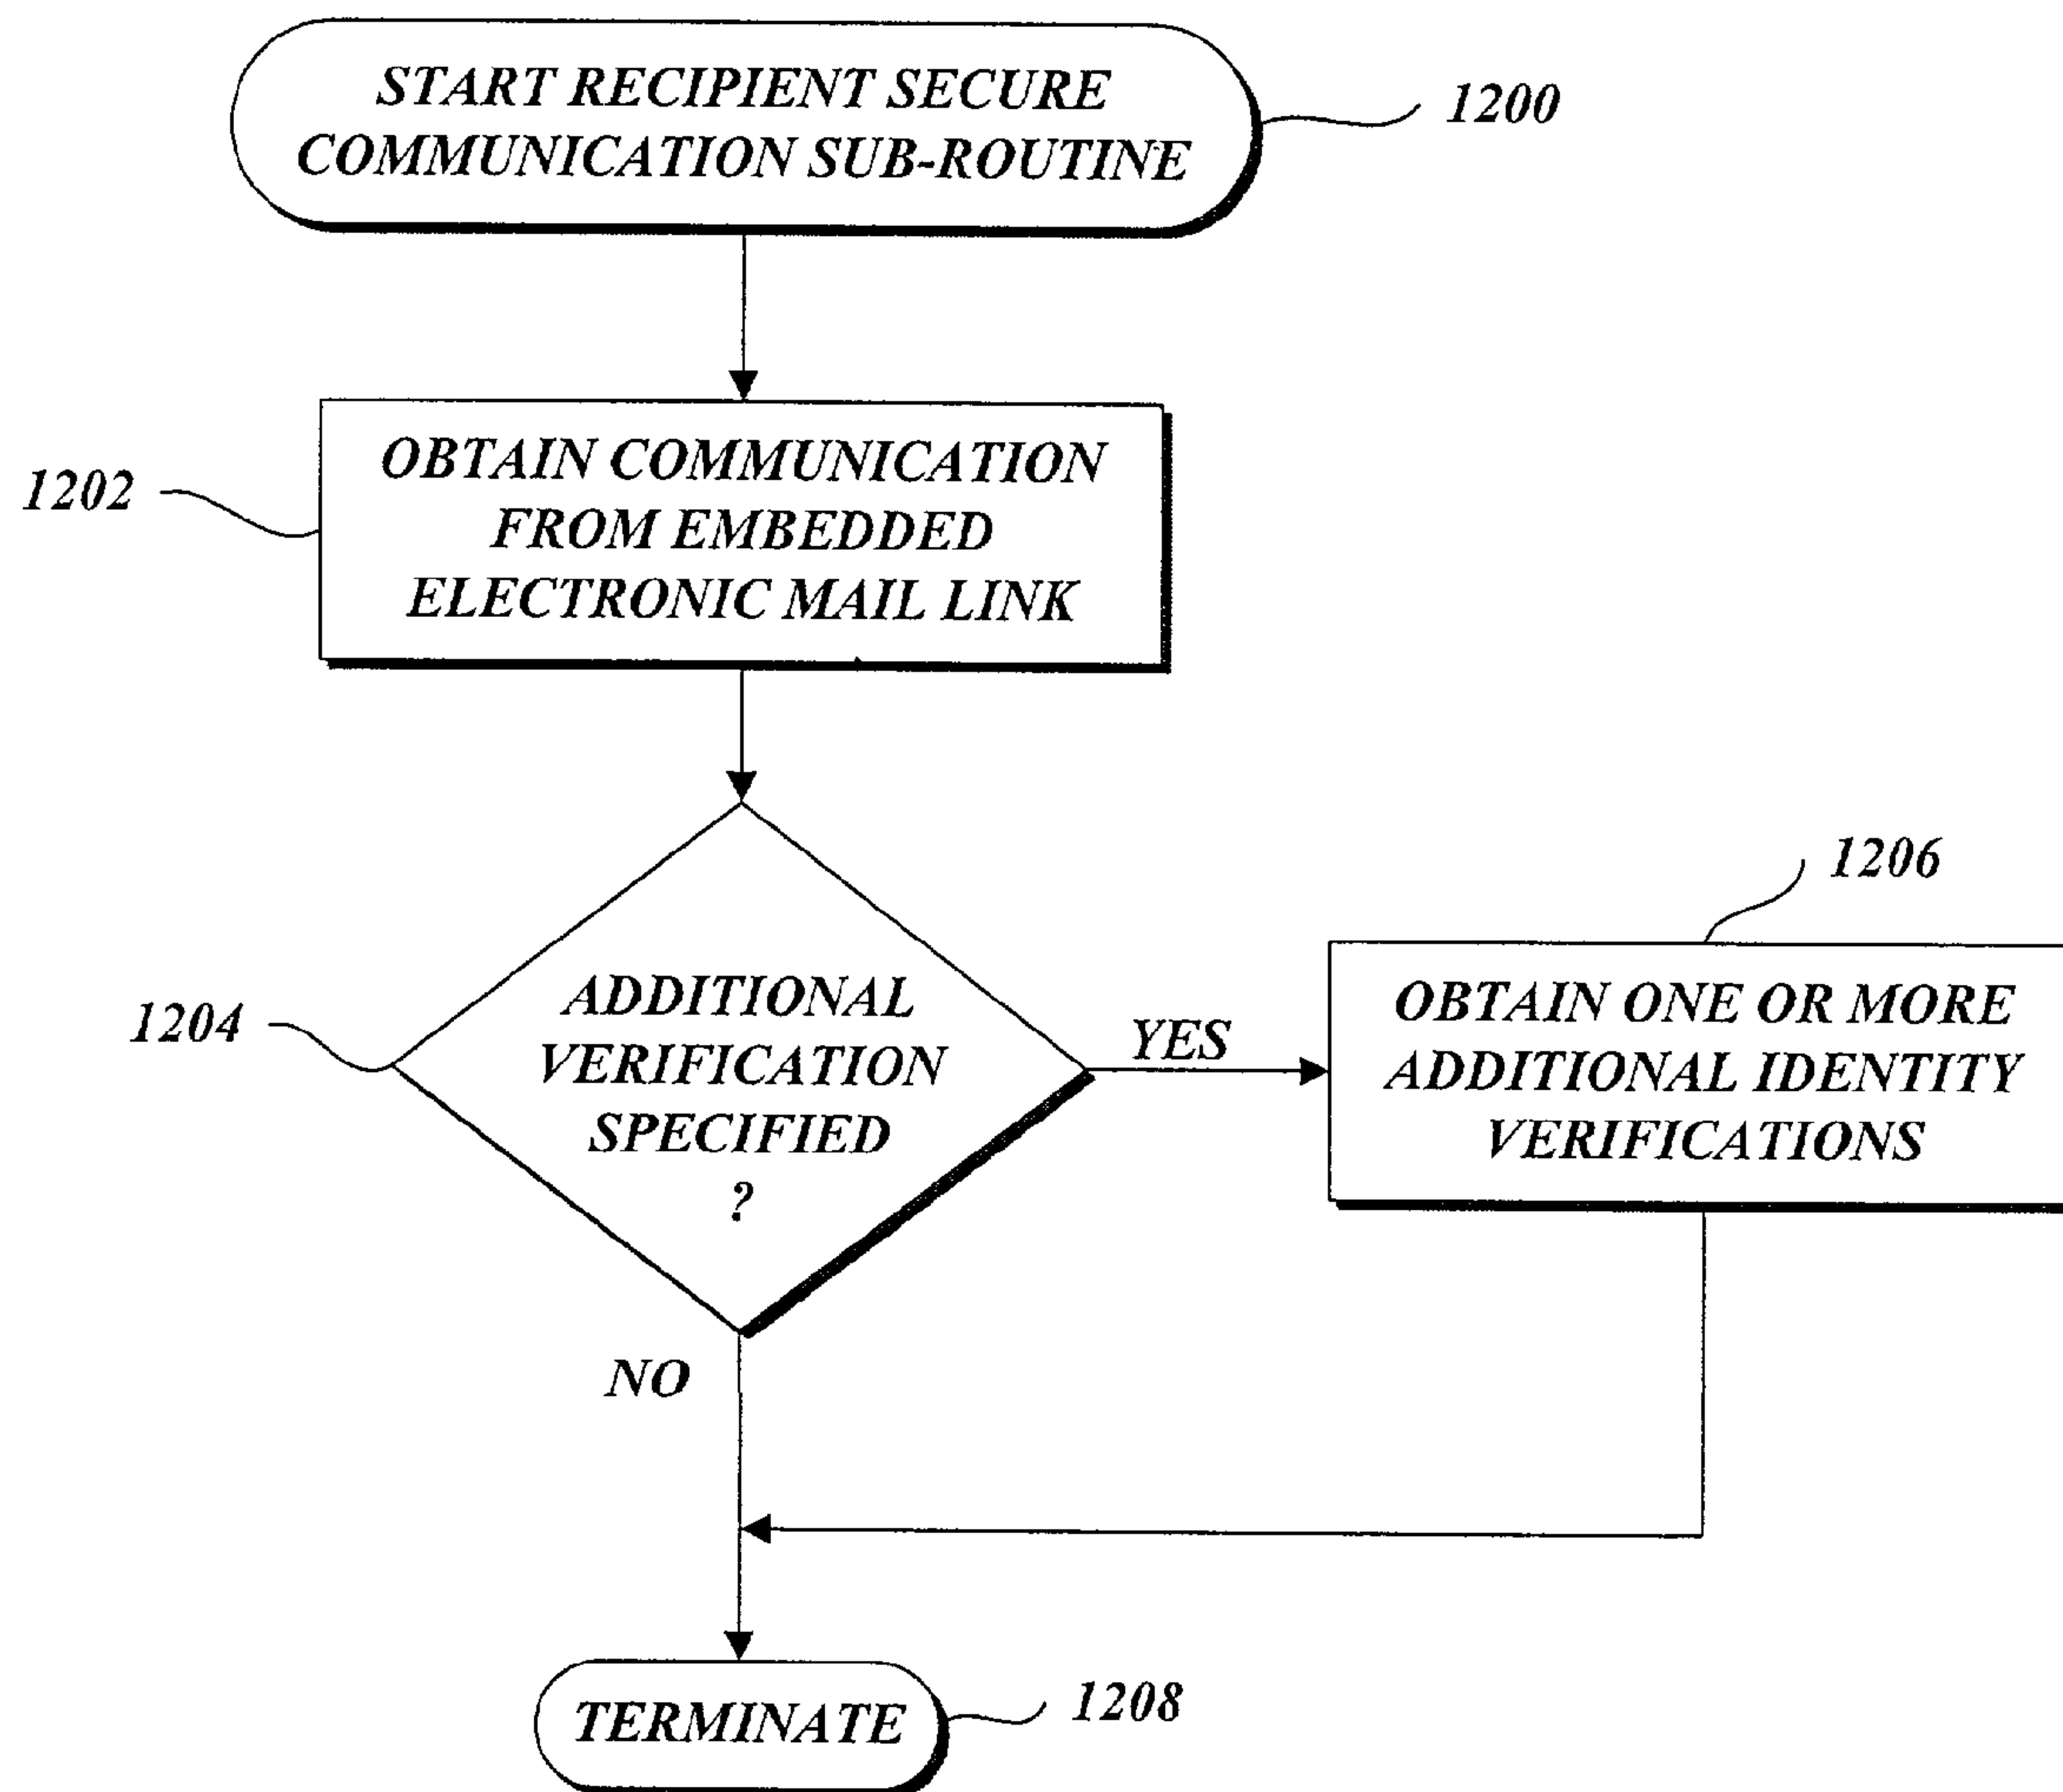 START RECIPIENT SECURE
COMMUNICATION SUB-ROUTINE
1200
OBTAIN COMMUNICATION
FROM EMBEDDED
ELECTRONIC MAIL LINK
1202
ADDITIONAL
VERIFICATION
SPECIFIED
?
1204
YES
1206
OBTAIN ONE OR MORE
ADDITIONAL IDENTITY
VERIFICATIONS
NO
TERMINATE
1208